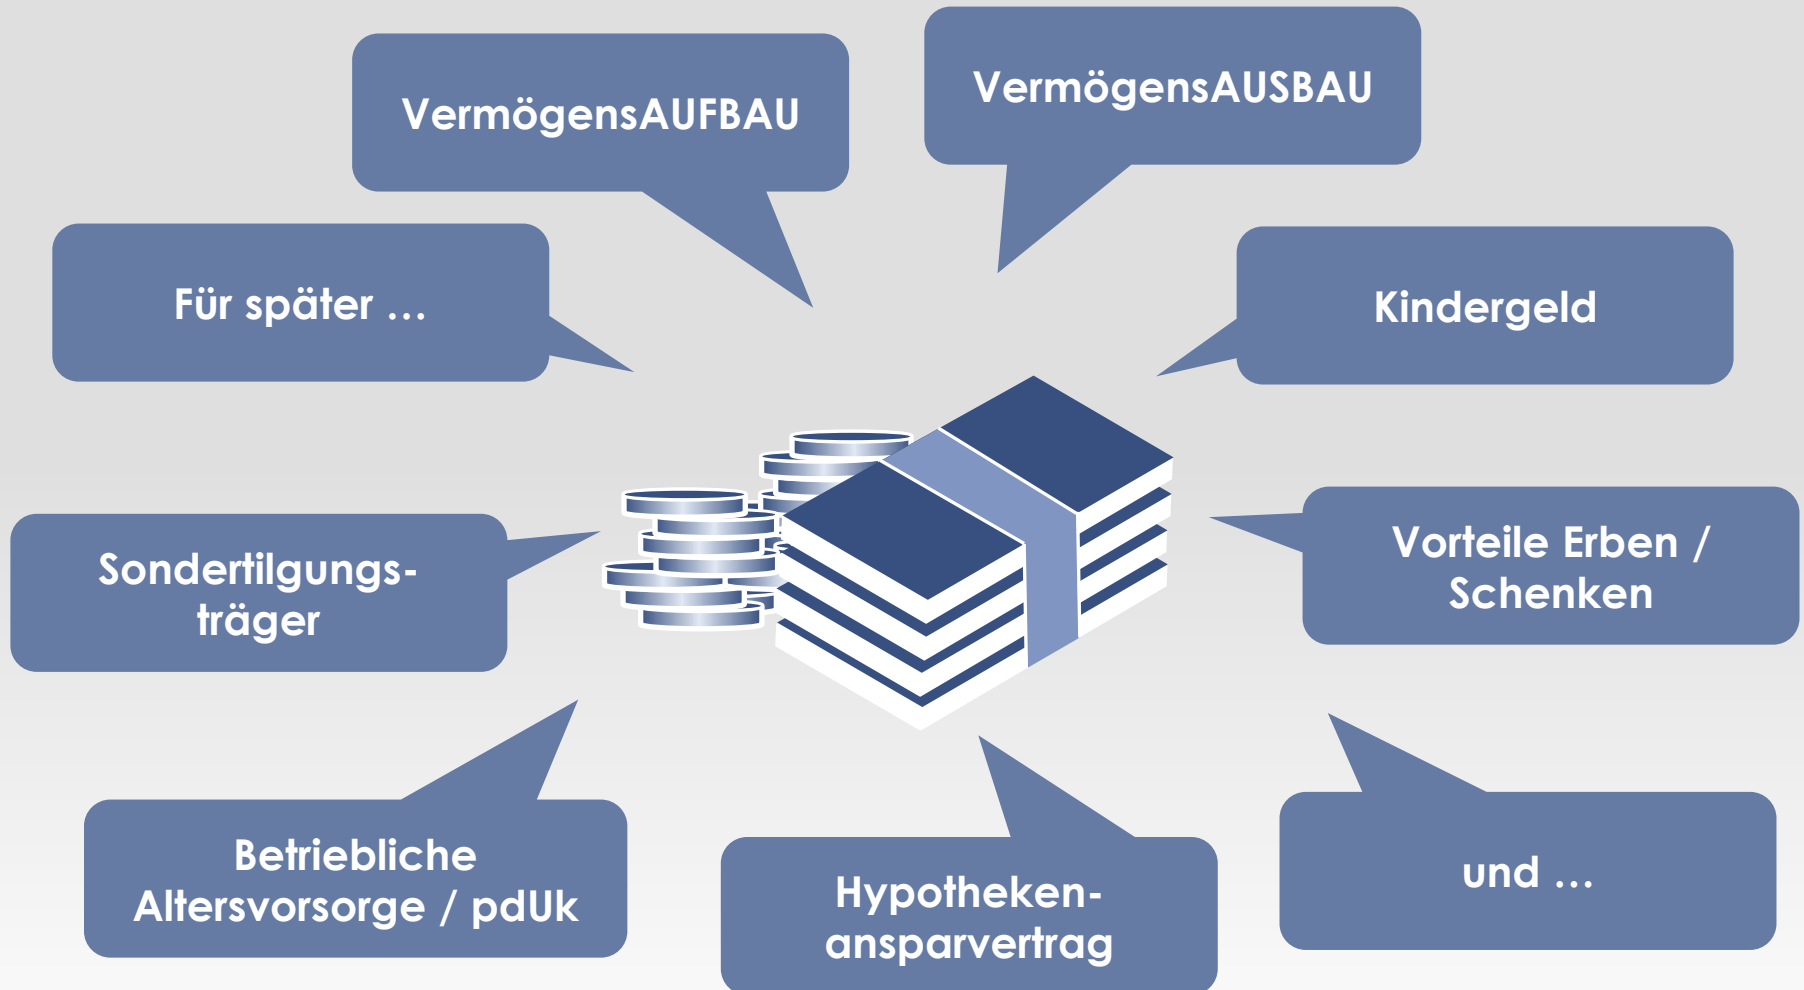 VermögensAUFBAU
VermögensAUSBAU
Für später …
Kindergeld
Sondertilgungs-
träger
Vorteile Erben /
Schenken
Betriebliche
Altersvorsorge / pdUk
Hypotheken-
ansparvertrag
und …